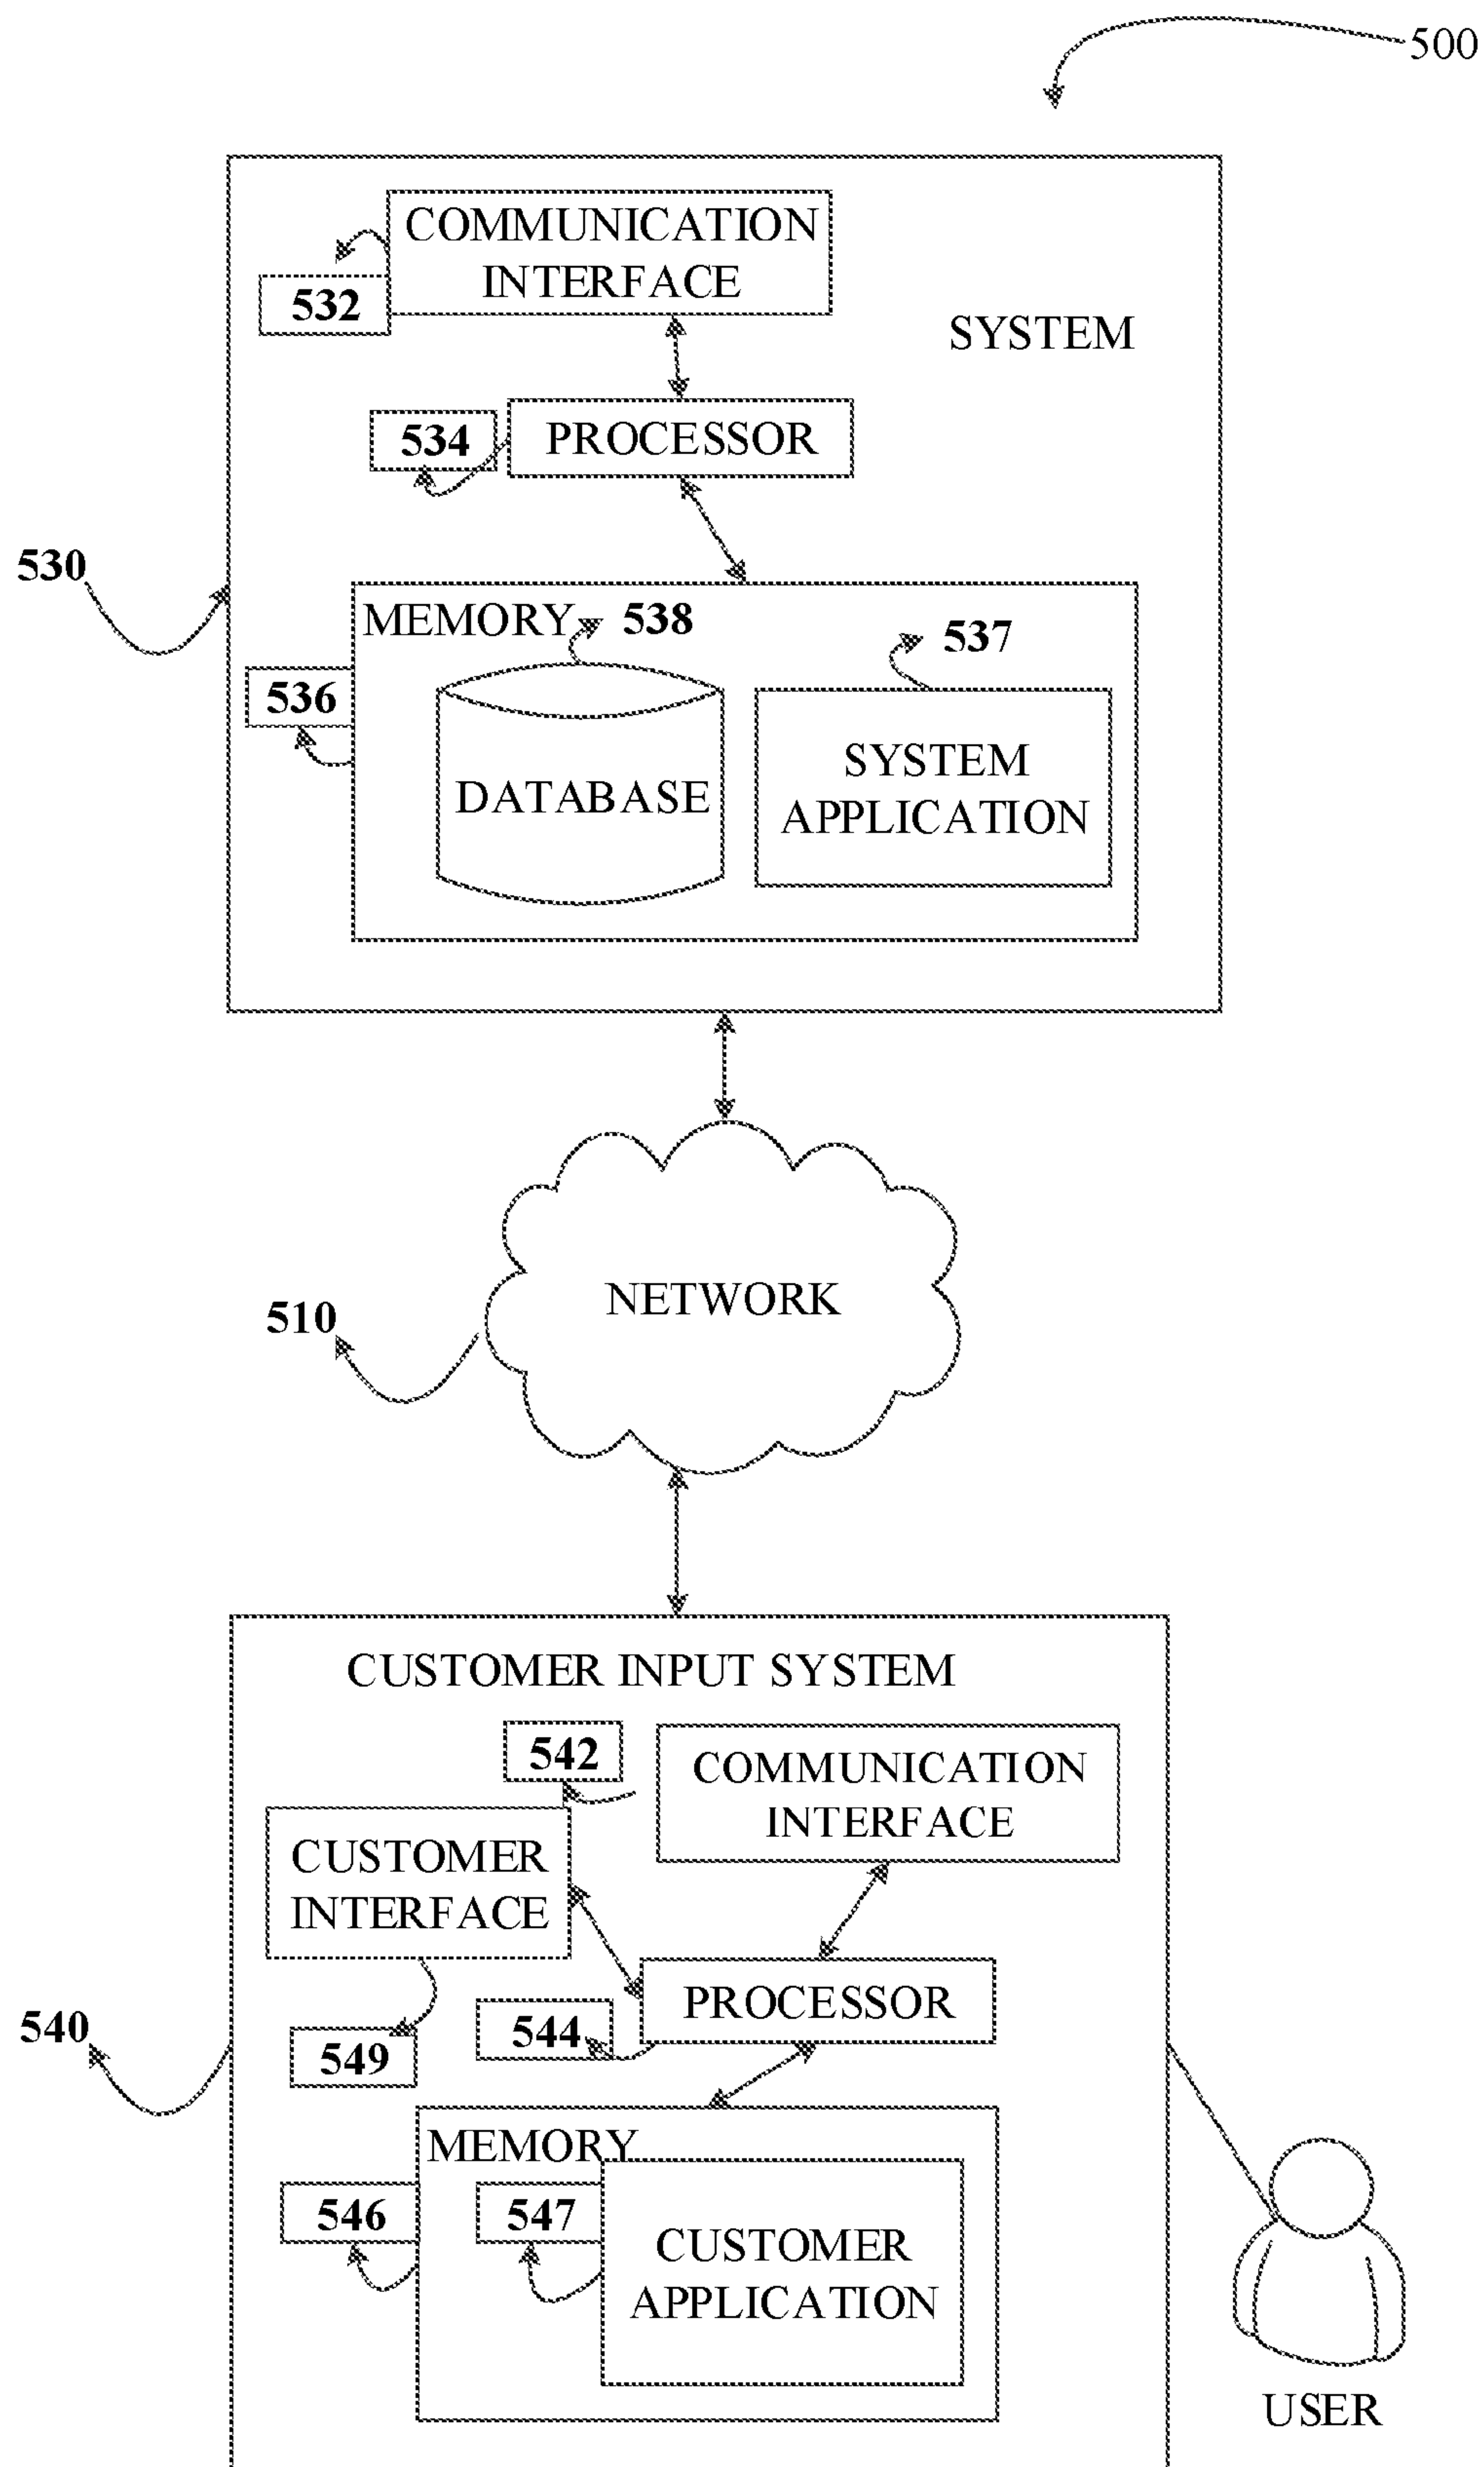 500
COMMUNICATION
INTERFACE
532
SYSTEM
534
PROCESSOR
530
MEMORY
538
537
536
DATABASE
SYSTEM
APPLICATION
NETWORK
510
CUSTOMER INPUT SYSTEM
542
COMMUNICATION
INTERFACE
CUSTOMER
INTERFACE
PROCESSOR
544
540
549
MEMORY
546
547
CUSTOMER
APPLICATION
USER